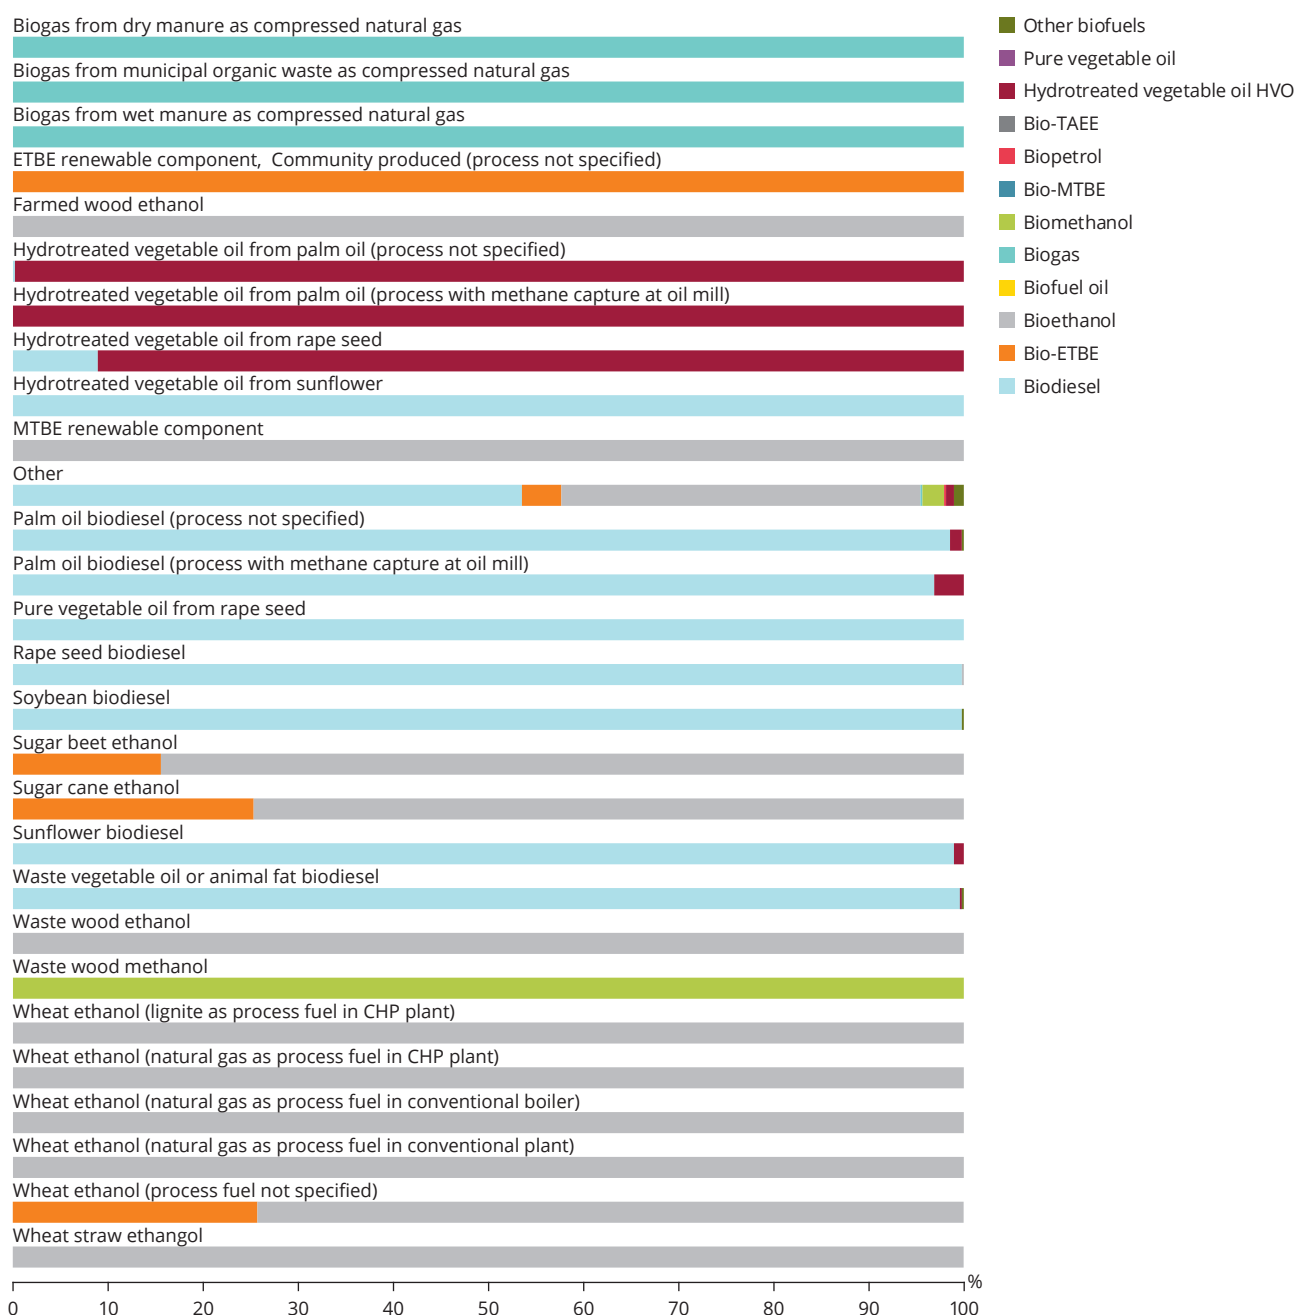 Biogas from dry manure as compressed natural gas
Biogas from municipal organic waste as compressed natural gas
Biogas from wet manure as compressed natural gas
ETBE renewable component,  Community produced (process not specified)
Farmed wood ethanol
Hydrotreated vegetable oil from palm oil (process not specified)
Hydrotreated vegetable oil from palm oil (process with methane capture at oil mill)
Hydrotreated vegetable oil from rape seed
Hydrotreated vegetable oil from sunflower
MTBE renewable component
Other
Palm oil biodiesel (process not specified)
Palm oil biodiesel (process with methane capture at oil mill)
Pure vegetable oil from rape seed
Rape seed biodiesel
Soybean biodiesel
Sugar beet ethanol
Sugar cane ethanol
Sunflower biodiesel
Waste vegetable oil or animal fat biodiesel
Waste wood ethanol
Waste wood methanol
Wheat ethanol (lignite as process fuel in CHP plant)
Wheat ethanol (natural gas as process fuel in CHP plant)
Wheat ethanol (natural gas as process fuel in conventional boiler)
Wheat ethanol (natural gas as process fuel in conventional plant)
Wheat ethanol (process fuel not specified)
Wheat straw ethangol
%
0 10 20 30 40 50 60 70 80 90 100
Other biofuels
Pure vegetable oil
Hydrotreated vegetable oil HVO
Bio-TAEE
Biopetrol
Bio-MTBE
Biomethanol
Biogas
Biofuel oil
Bioethanol
Bio-ETBE
Biodiesel